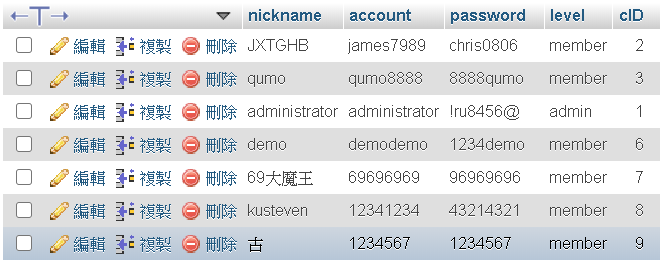 nickname account password level cID
編輯 複製 刪除 JXTGHB james7989 chris0806 member 2
編輯 複製 刪除 qumo qumo8888 8888qumo member 3
編輯 複製 刪除 administrator administrator !ru8456@ admin 1
編輯 複製 刪除 demo demodemo 1234demo member 6
編輯 複製 刪除 69大魔王 69696969 96969696 member 7
編輯 複製 刪除 kusteven 12341234 43214321 member 8
編輯 複製 刪除 古 1234567 1234567 member 9